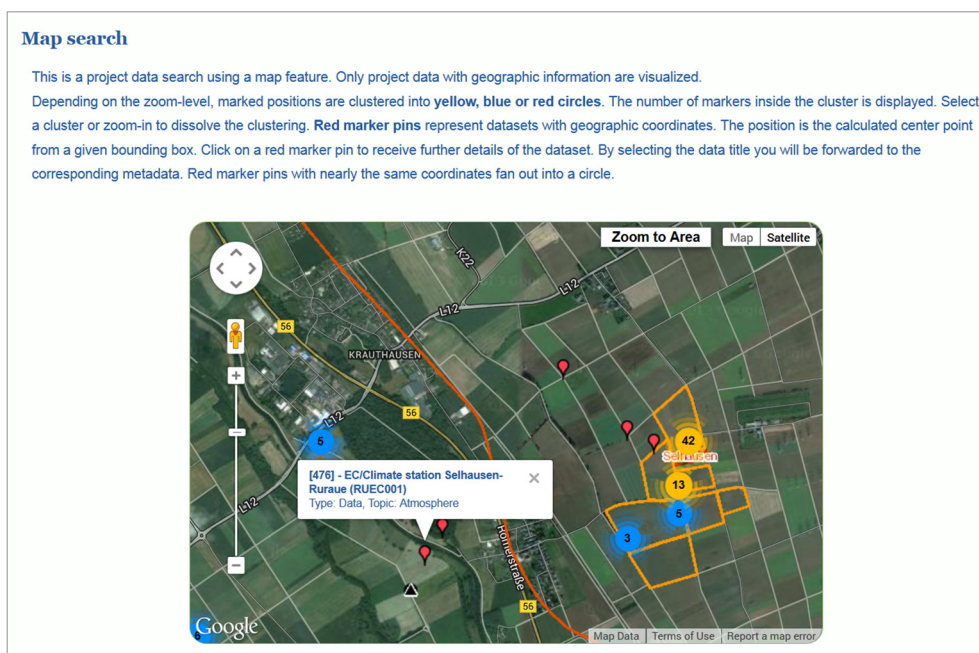 Map search
This is a project data search using a map feature. Only project data with geographic information are visualized.
Depending on the zoom-level, marked positions are clustered into yellow, blue or red circles. The number of markers inside the cluster is displayed. Select
a cluster or zoom-in to dissolve the clustering. Red marker pins represent datasets with geographic coordinates. The position is the calculated center point
from a given bounding box. Click on a red marker pin to receive further details of the dataset. By selecting the data title you will be forwarded to the
corresponding metadata. Red marker pins with nearly the same coordinates fan out into a circle.
Zoom to Area
Map
Satellite
K22
L12
L12
56
KRAUTHAUSEN
56
L12
5
42
Selhausen
13
5
3
[476] - EC/Climate station Selhausen-
Ruraue (RUEC001)
Type: Data, Topic: Atmosphere
L12
Römerstraße
56
Google
Map Data
Terms of Use
Report a map error